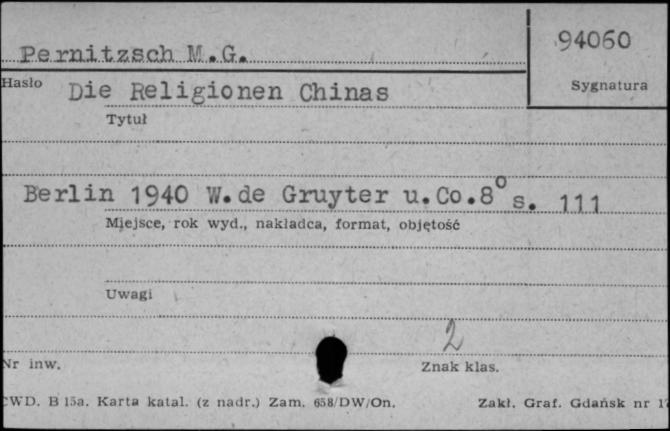 Pernitzsch M.G.
94060
Hasło
Sygnatura
Die Religionen Chinas
Tytuł
Berlin 1940 W.de Gruyter u.Co.8° s. 111
Miejsce, rok wyd., nakładca, format, objętość
Uwagi
2
Nr inw.
Znak klas.
CWD. B 15a. Karta katal. (z nadr.) Zam. 658/DW/On.
Zakł. Graf. Gdańsk nr